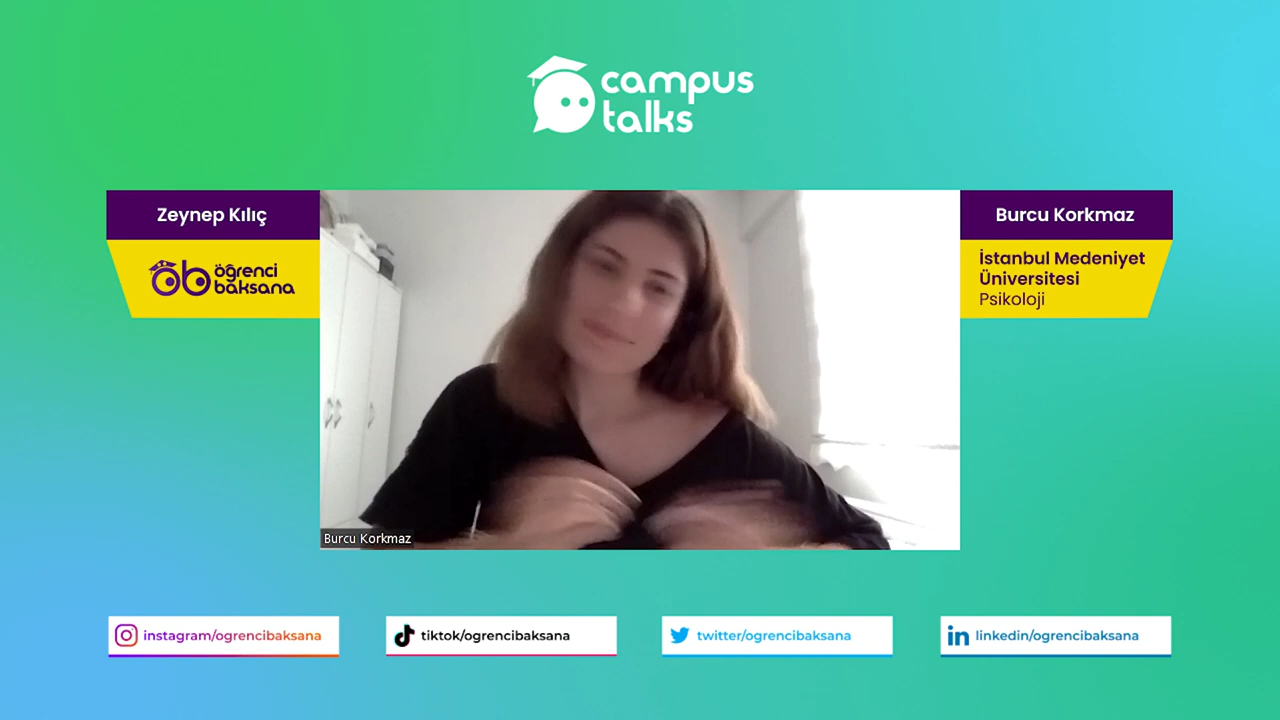 campus
talks
Zeynep Kılıç
öb öğrenci
baksana
Burcu Korkmaz
İstanbul Medeniyet
Üniversitesi
Psikoloji
Burcu Korkmaz
instagram/ogrencibaksana
tiktok/ogrencibaksana
twitter/ogrencibaksana
in linkedin/ogrencibaksana